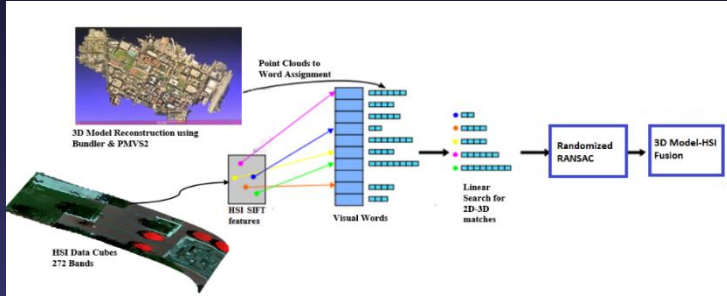 Point Clouds to
Word Assignment
3D Model Reconstruction using
Bundler & PMVS2
HSI SIFT
features
Visual Words
Linear
Search for
2D-3D
matches
Randomized
RANSAC
3D Model-HSI
Fusion
HSI Data Cubes
272 Bands